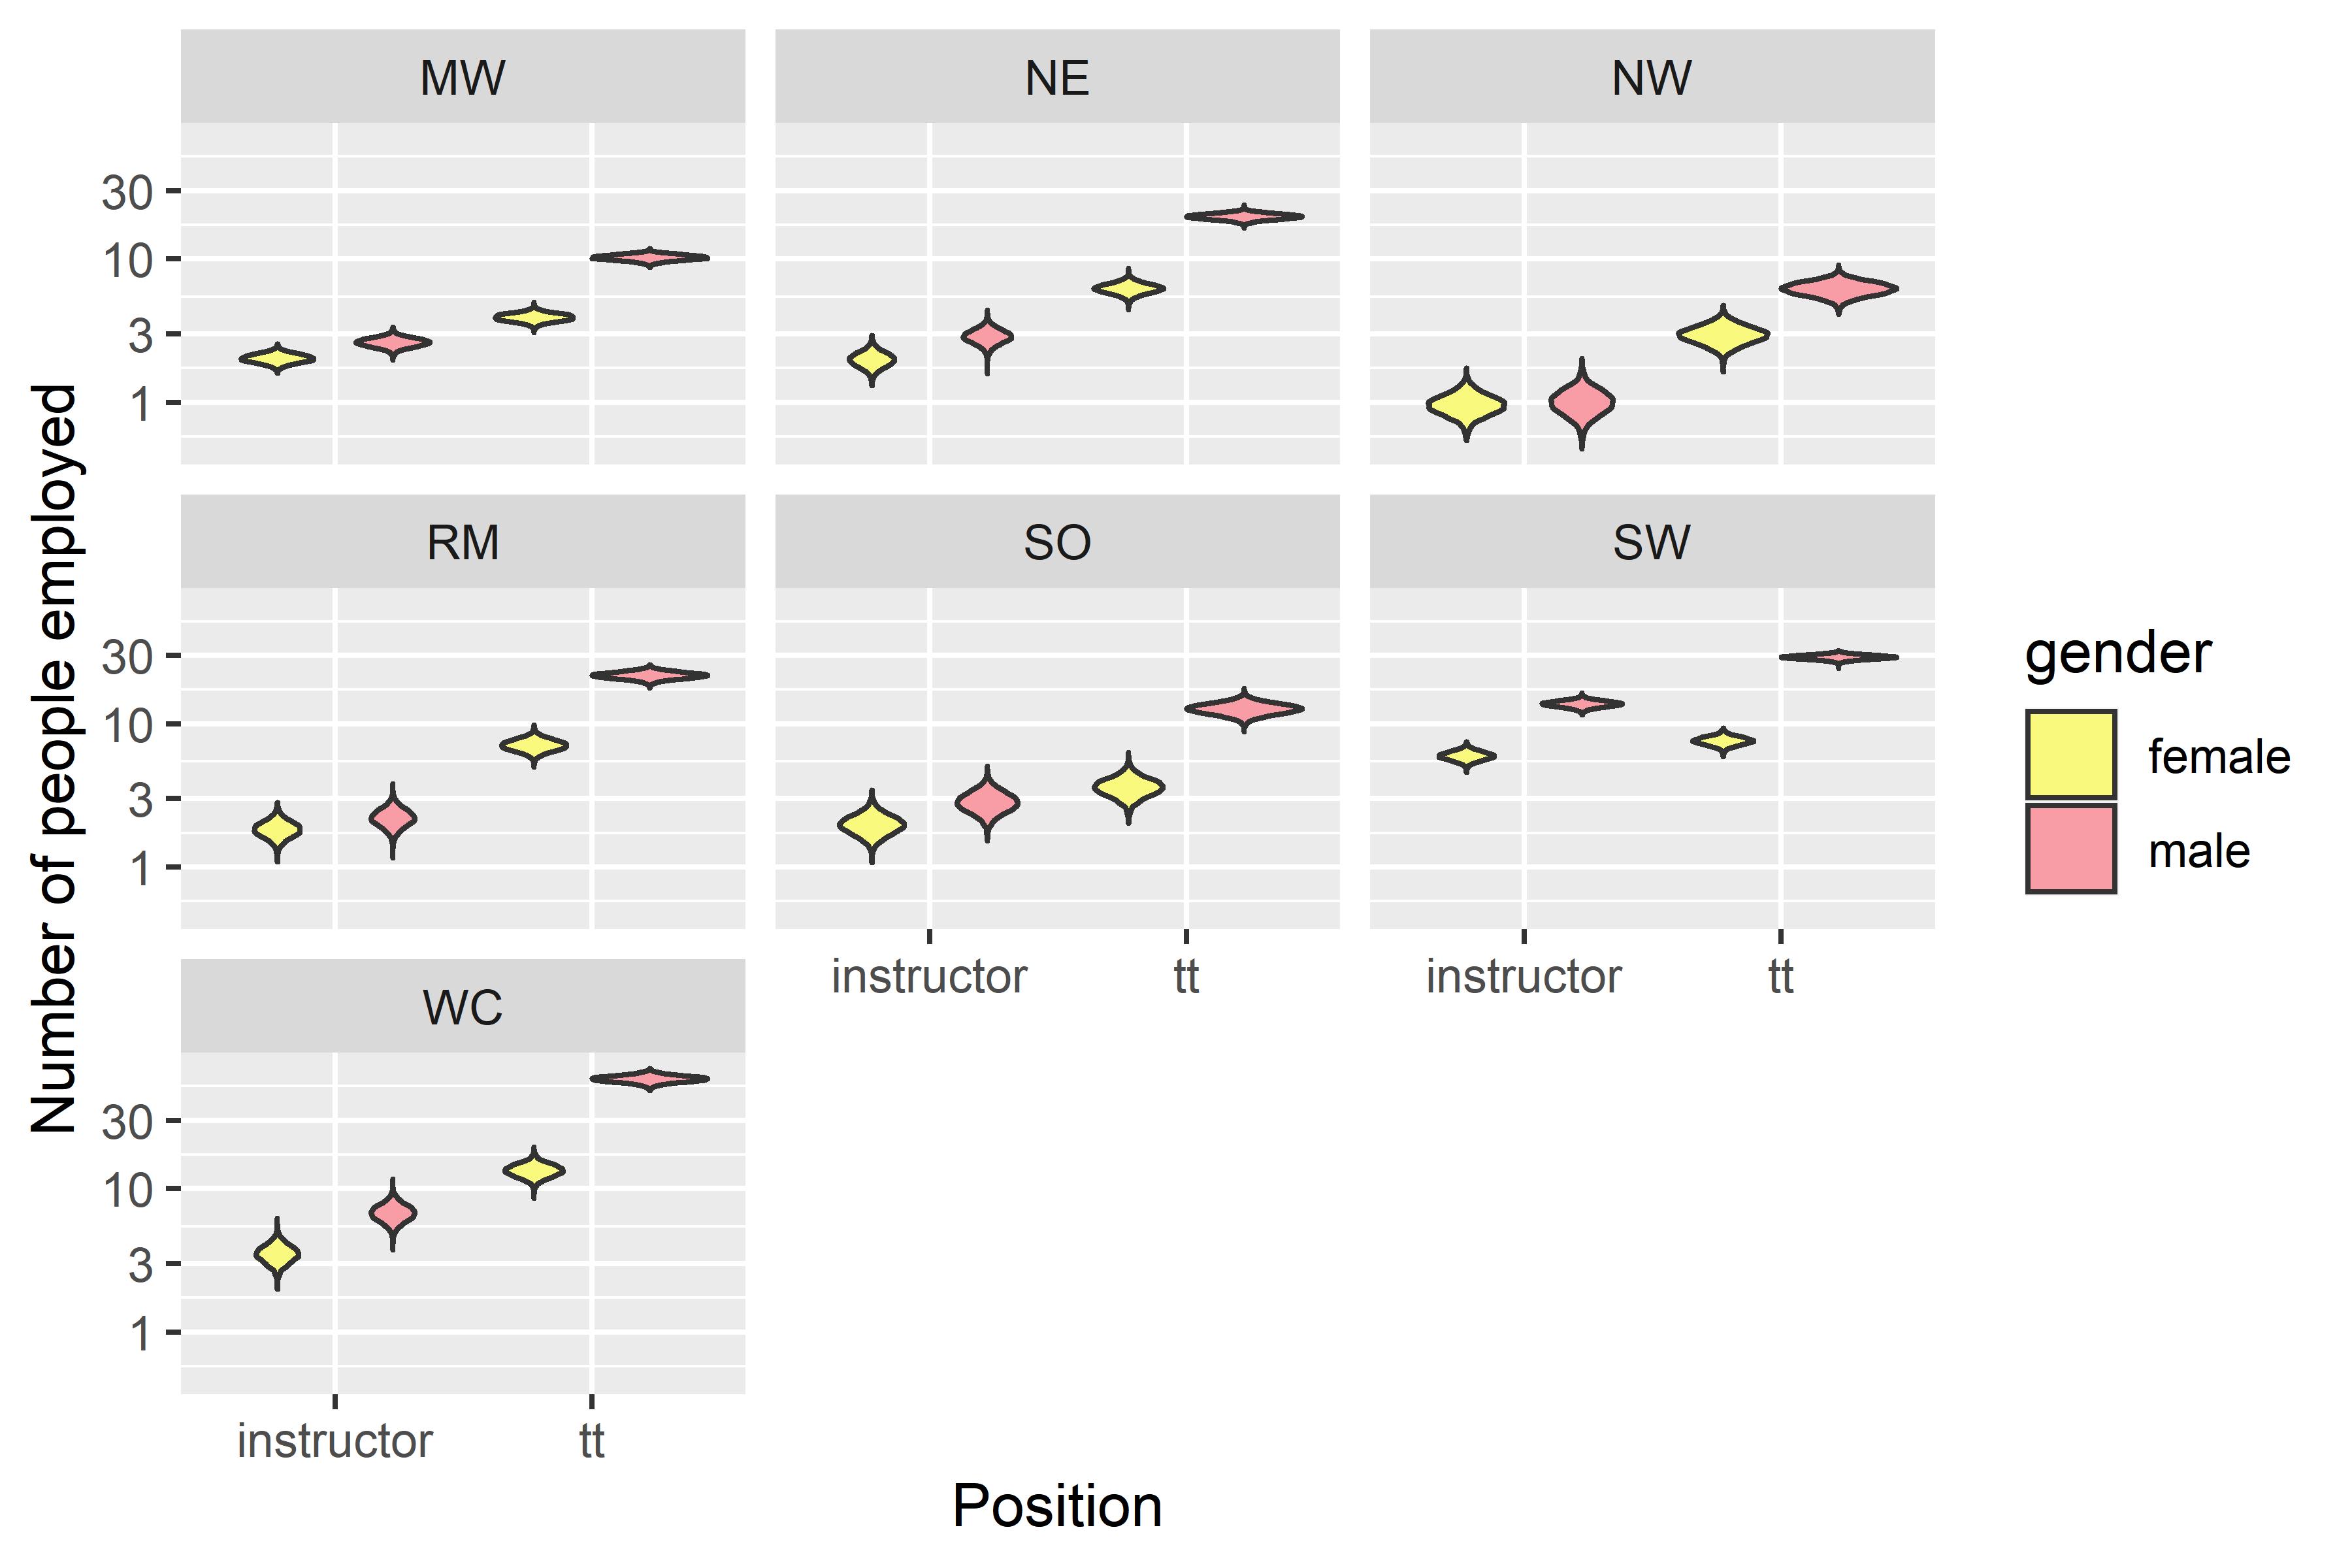 MW
NE
NW
30
10
3
1
RM
SO
SW
30
10
3
1
instructor
tt
instructor
tt
WC
30
10
3
1
instructor
tt
Number of people employed
Position
gender
female
male